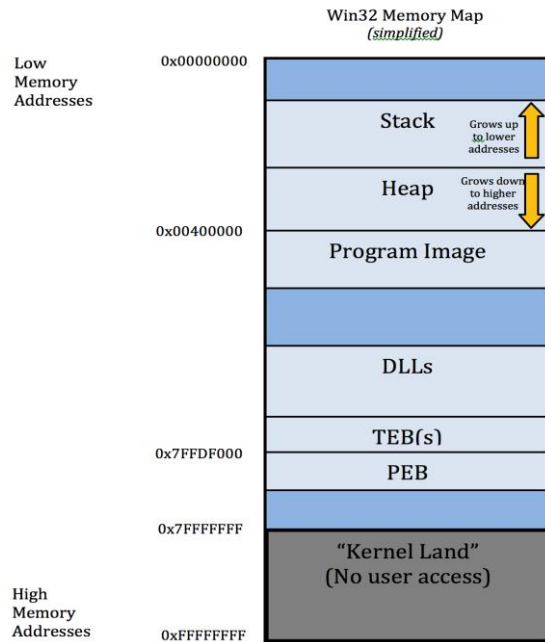 Win32 Memory Map
(simplified)
Low
Memory
Addresses
0x00000000
Stack
Grows up
to lower
addresses
Heap
Grows down
to higher
addresses
0x00400000
Program Image
DLLs
TEB(s)
0x7FFDF000
PEB
0x7FFFFFFF
“Kernel Land”
(No user access)
High
Memory
Addresses
0xFFFFFFFF